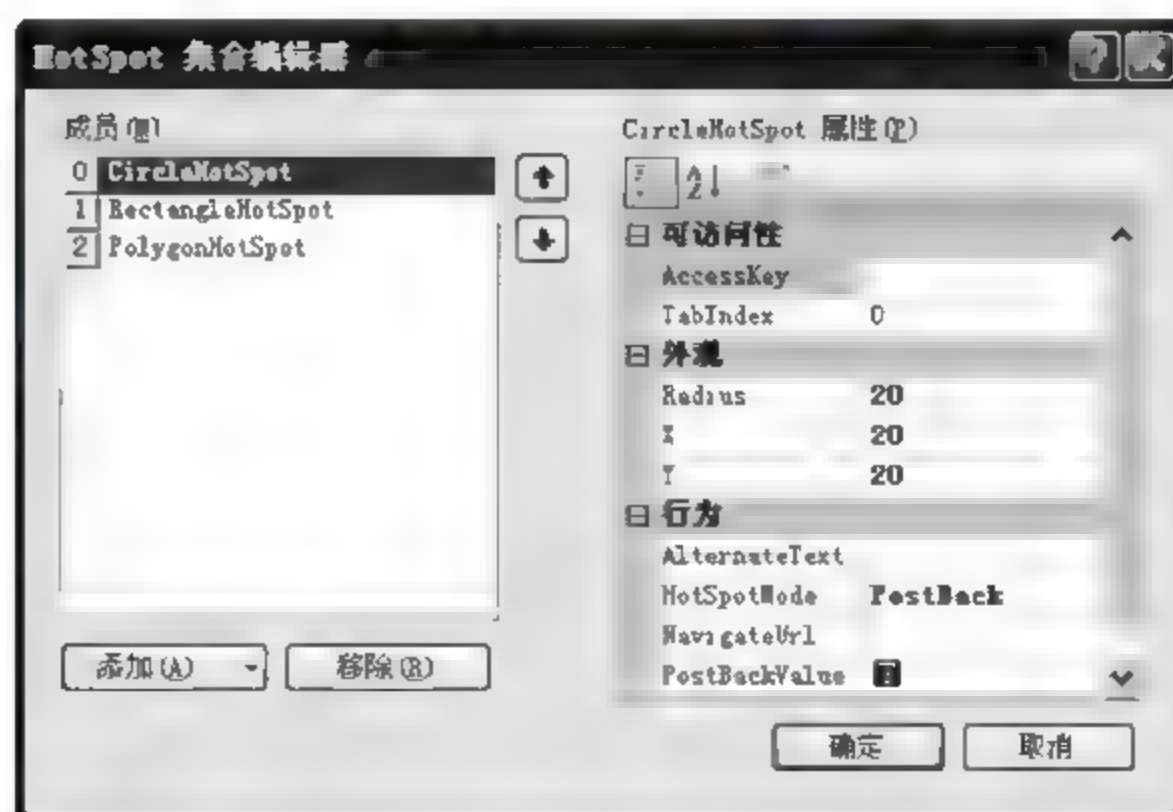 HotSpot 集合编辑器
成员(M)
0 CircleHotSpot
1 RectangleHotSpot
2 PolygonHotSpot
添加(A)
移除(R)
CircleHotSpot 属性(P)
可访问性
AccessKey
TabIndex 0
外观
Radius 20
X 20
Y 20
行为
AlternateText
HotSpotMode PostBack
NavigateUrl
PostBackValue
确定
取消